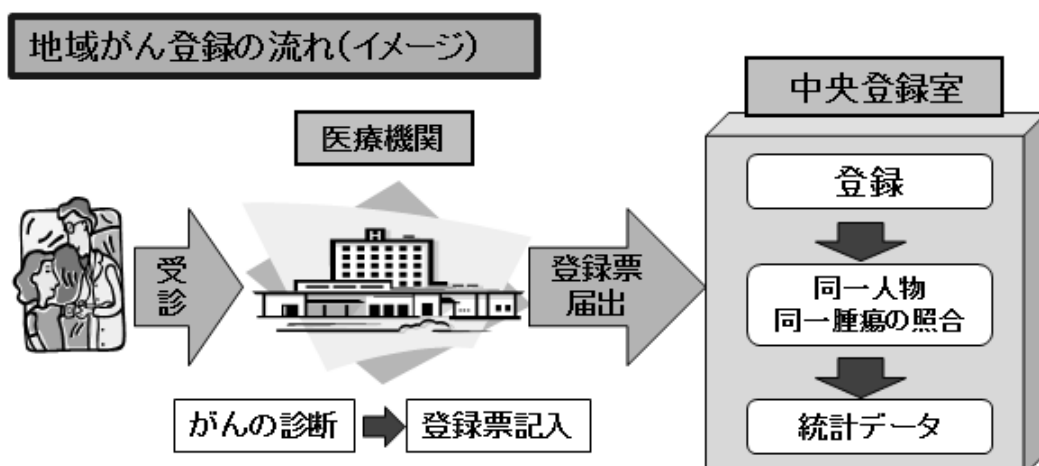 地域がん登録の流れ(イメージ)
医療機関
受診
登録票
届出
がんの診断
登録票記入
中央登録室
登録
同一人物
同一腫瘍の照合
統計データ